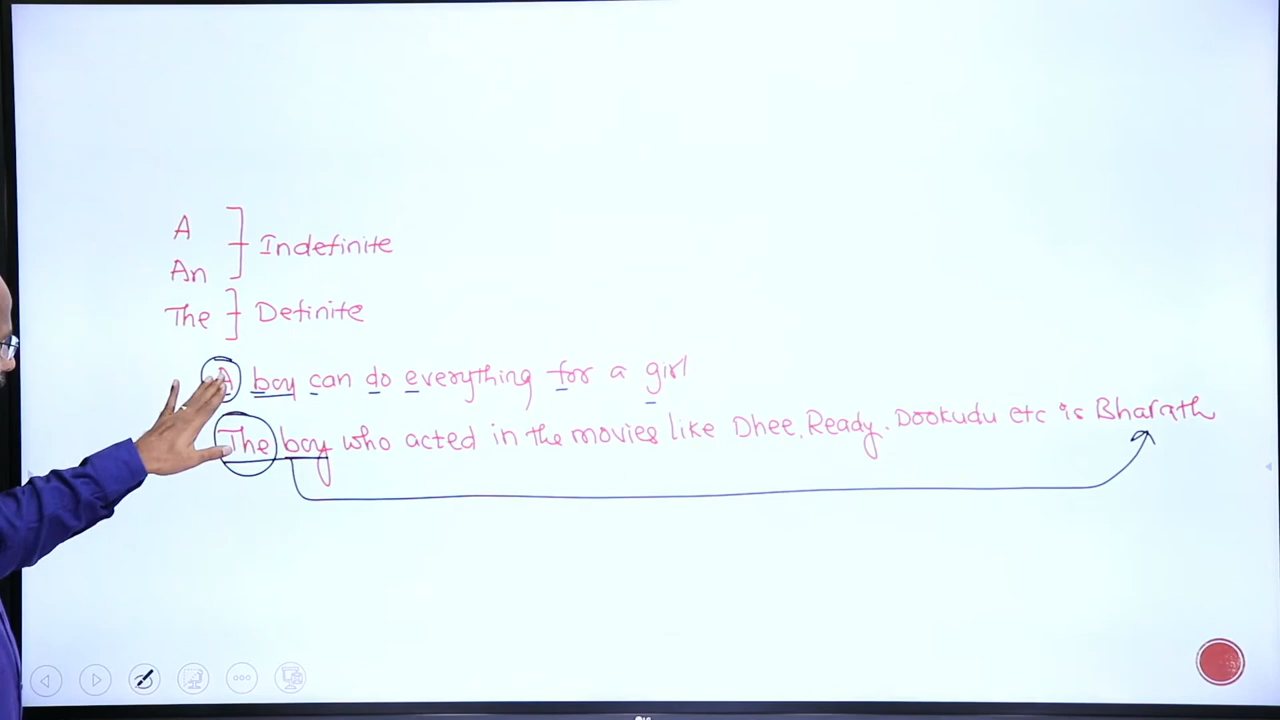 A
An
Indefinite
The
Definite
A boy can do everything for a girl
The boy who acted in the movies like Dhee, Ready, Dookudu etc is Bharath